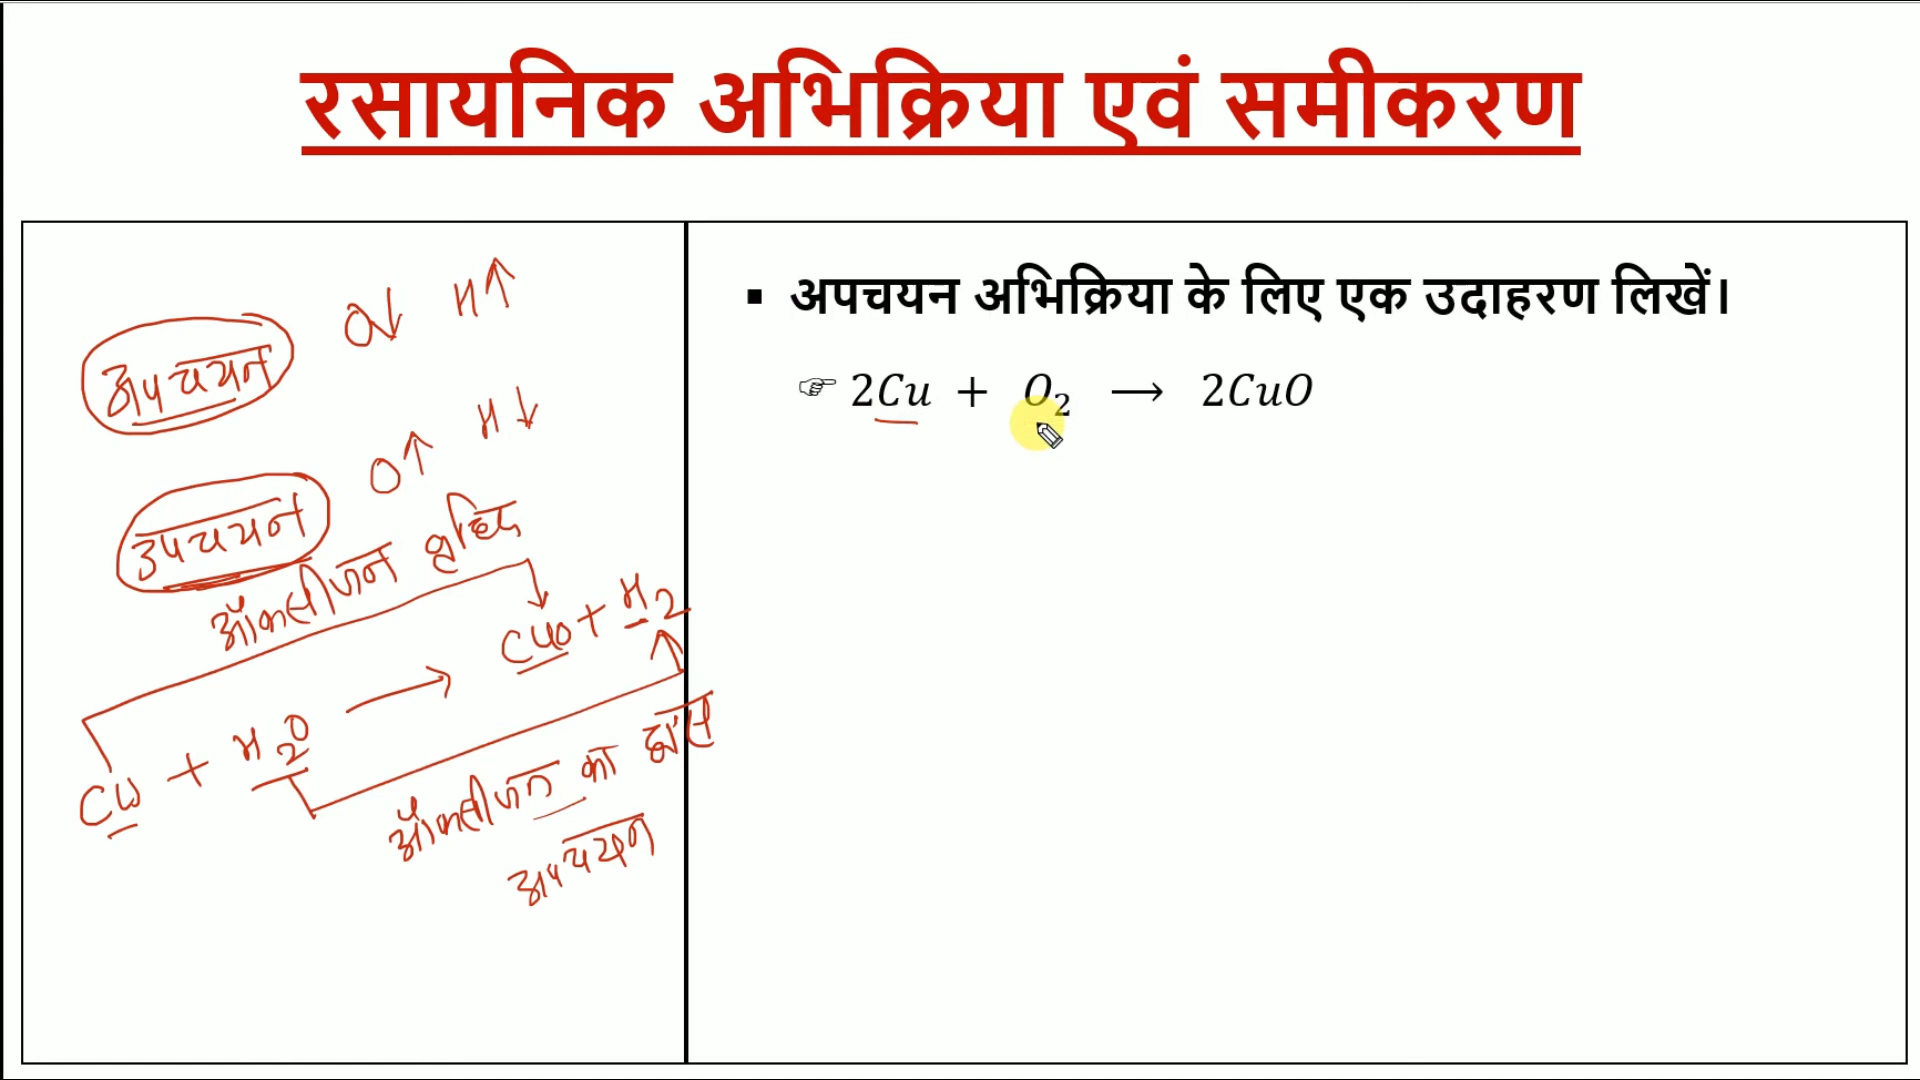 रसायनिक अभिक्रिया एवं समीकरण
अपचयन O↓ H↑
उपचयन O↑ H↓
ऑक्सीजन वृद्धि
Cu + H2O ⟶ CuO + H2
ऑक्सीजन का ह्रास
अपचयन
▪ अपचयन अभिक्रिया के लिए एक उदाहरण लिखें।
☞ 2Cu + O₂ ⟶ 2CuO